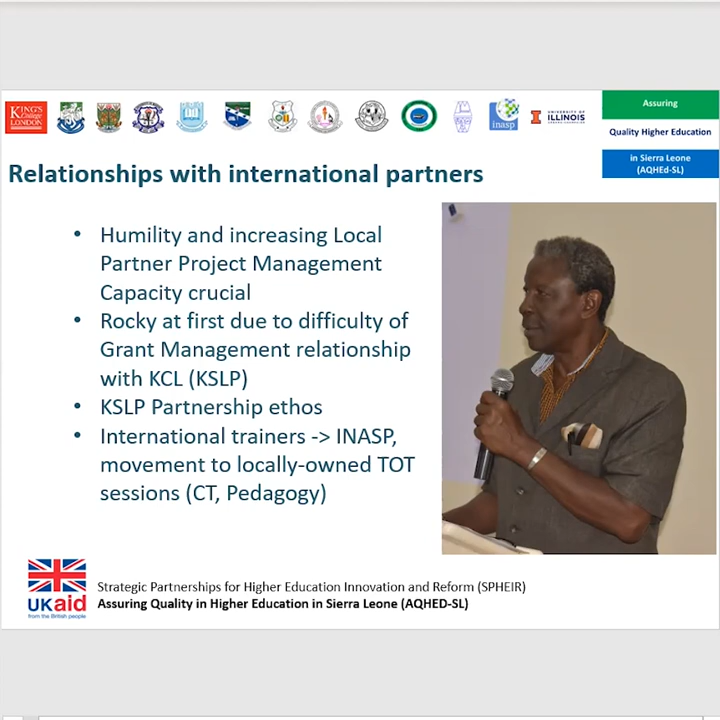 KING'S
College
LONDON
inasp
UNIVERSITY OF
ILLINOIS
Assuring
Quality Higher Education
in Sierra Leone
(AQHEd-SL)
Relationships with international partners
• Humility and increasing Local
Partner Project Management
Capacity crucial
• Rocky at first due to difficulty of
Grant Management relationship
with KCL (KSLP)
• KSLP Partnership ethos
• International trainers -> INASP,
movement to locally-owned TOT
sessions (CT, Pedagogy)
UKaid
from the British people
Strategic Partnerships for Higher Education Innovation and Reform (SPHEIR)
Assuring Quality in Higher Education in Sierra Leone (AQHED-SL)